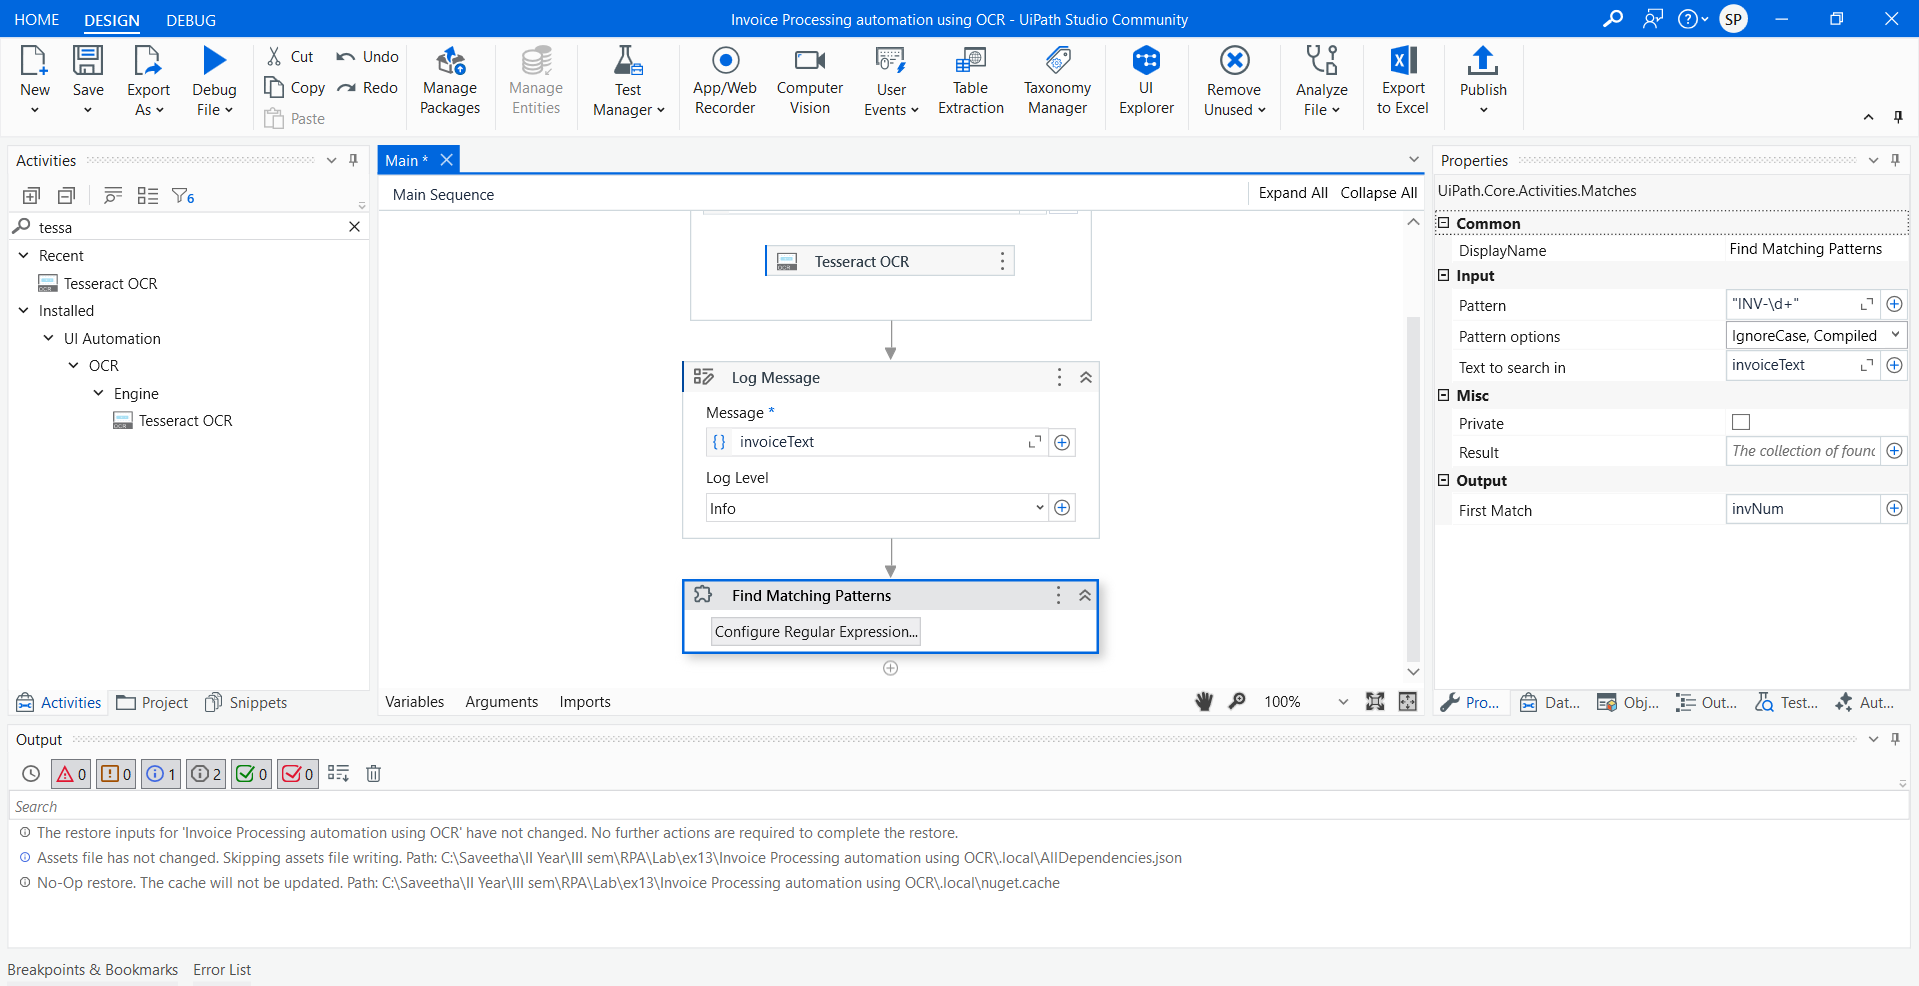 HOME DESIGN DEBUG Invoice Processing automation using OCR - UiPath Studio Community SP
New Save Export As Debug File Cut Copy Paste Undo Redo Manage Packages Manage Entities Test Manager App/Web Recorder Computer Vision User Events Table Extraction Taxonomy Manager UI Explorer Remove Unused Analyze File Export to Excel Publish
Activities
6
tessa
Recent
Tesseract OCR
Installed
UI Automation
OCR
Engine
Tesseract OCR
Activities Project Snippets
Main *
Main Sequence Expand All Collapse All
Tesseract OCR
Log Message
Message *
{} invoiceText
Log Level
Info
Find Matching Patterns
Configure Regular Expression...
Variables Arguments Imports 100%
Properties
UiPath.Core.Activities.Matches
Common
DisplayName Find Matching Patterns
Input
Pattern "INV-\d+"
Pattern options IgnoreCase, Compiled
Text to search in invoiceText
Misc
Private
Result The collection of found
Output
First Match invNum
Pro... Dat... Obj... Out... Test... Aut...
Output
0 0 1 2 0 0
Search
The restore inputs for 'Invoice Processing automation using OCR' have not changed. No further actions are required to complete the restore.
Assets file has not changed. Skipping assets file writing. Path: C:\Saveetha\II Year\III sem\RPA\Lab\ex13\Invoice Processing automation using OCR\.local\AllDependencies.json
No-Op restore. The cache will not be updated. Path: C:\Saveetha\II Year\III sem\RPA\Lab\ex13\Invoice Processing automation using OCR\.local\nuget.cache
Breakpoints & Bookmarks Error List